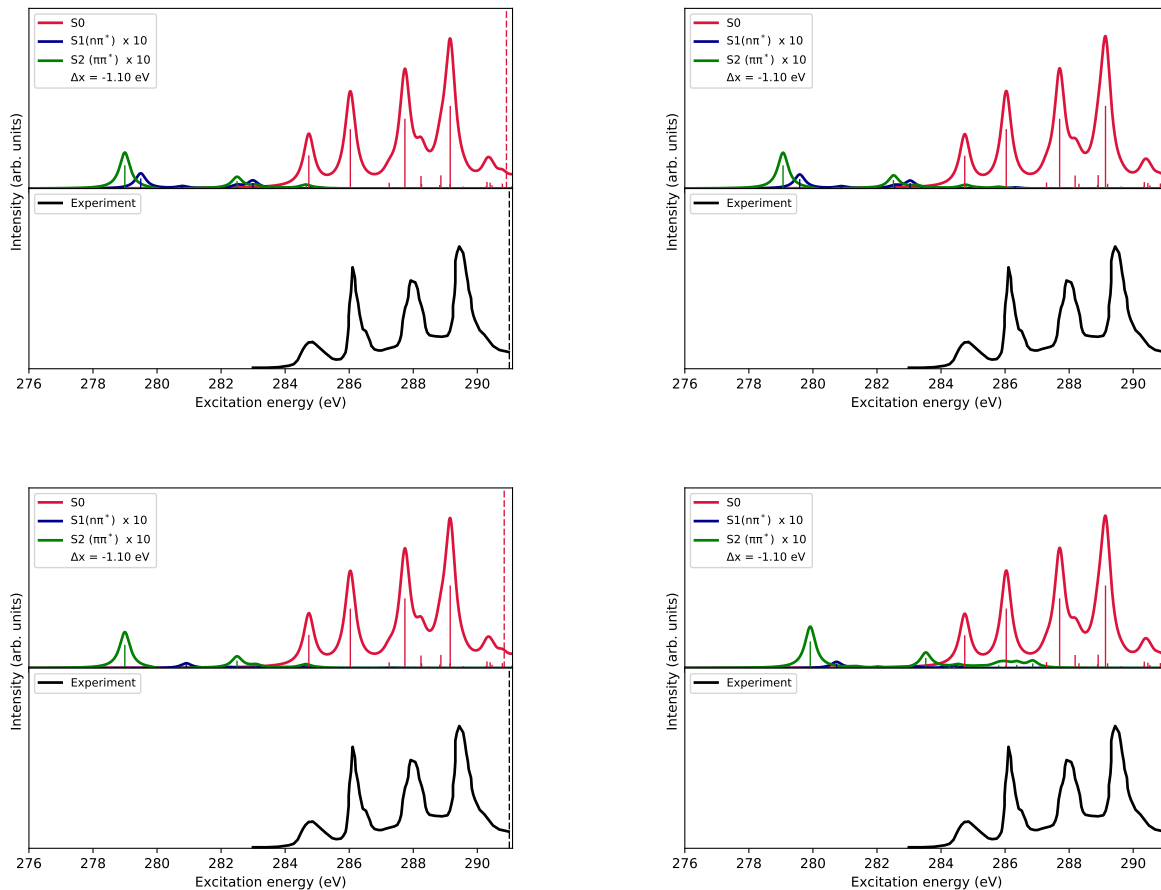 S0
S1(nπ*) x 10
S2 (ππ*) x 10
Δx = -1.10 eV
Intensity (arb. units)
Experiment
276 278 280 282 284 286 288 290
Excitation energy (eV)
S0
S1(nπ*) x 10
S2 (ππ*) x 10
Δx = -1.10 eV
Intensity (arb. units)
Experiment
276 278 280 282 284 286 288 290
Excitation energy (eV)
S0
S1(nπ*) x 10
S2 (ππ*) x 10
Δx = -1.10 eV
Intensity (arb. units)
Experiment
276 278 280 282 284 286 288 290
Excitation energy (eV)
S0
S1(nπ*) x 10
S2 (ππ*) x 10
Δx = -1.10 eV
Intensity (arb. units)
Experiment
276 278 280 282 284 286 288 290
Excitation energy (eV)